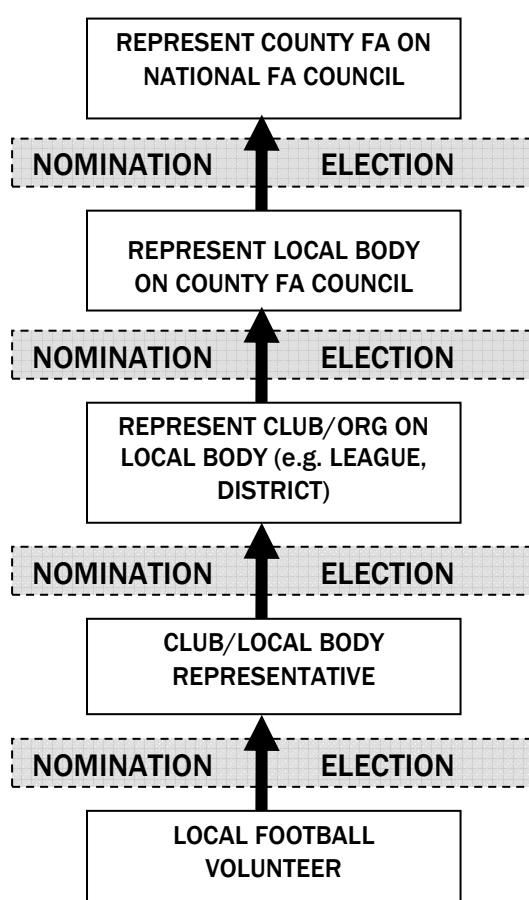 REPRESENT COUNTY FA ON
NATIONAL FA COUNCIL
NOMINATION ELECTION
REPRESENT LOCAL BODY
ON COUNTY FA COUNCIL
NOMINATION ELECTION
REPRESENT CLUB/ORG ON
LOCAL BODY (e.g. LEAGUE,
DISTRICT)
NOMINATION ELECTION
CLUB/LOCAL BODY
REPRESENTATIVE
NOMINATION ELECTION
LOCAL FOOTBALL
VOLUNTEER